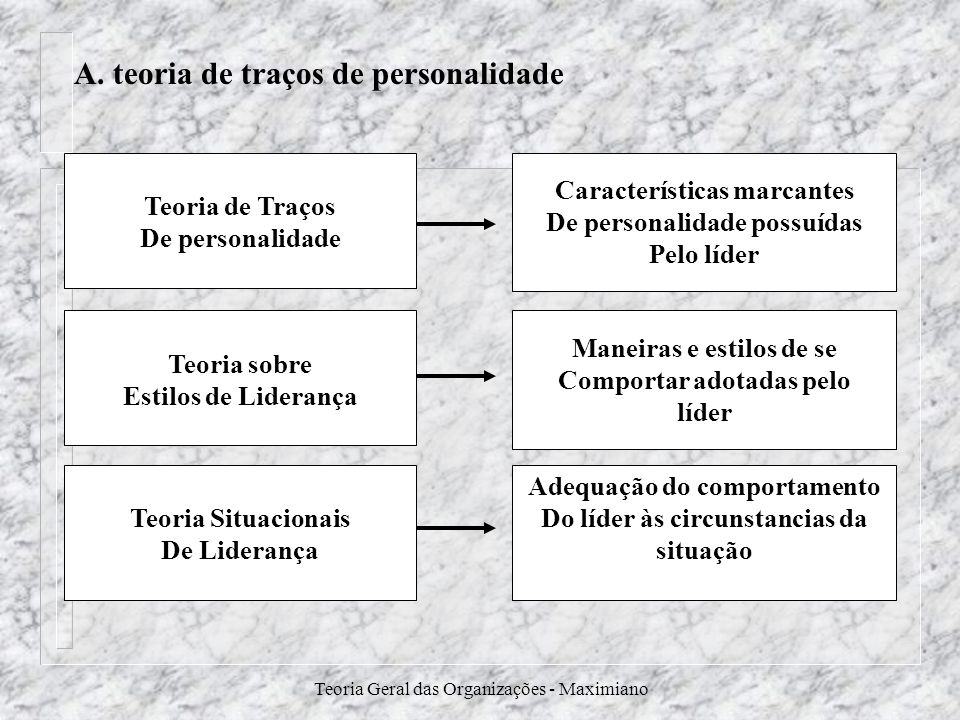 A. teoria de traços de personalidade
Teoria de Traços
De personalidade
Características marcantes
De personalidade possuídas
Pelo líder
Teoria sobre
Estilos de Liderança
Maneiras e estilos de se
Comportar adotadas pelo
líder
Teoria Situacionais
De Liderança
Adequação do comportamento
Do líder às circunstancias da
situação
Teoria Geral das Organizações - Maximiano